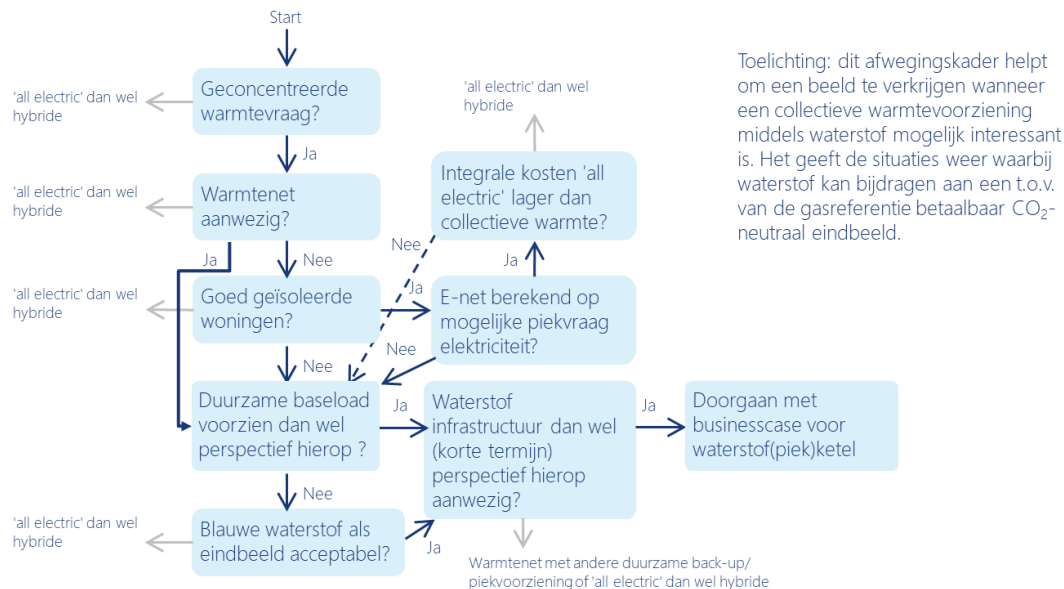 Start
Geconcentreerde
warmtevraag?
'all electric' dan wel
hybride
Ja
Warmtenet
aanwezig?
'all electric' dan wel
hybride
Ja
Nee
Goed geïsoleerde
woningen?
'all electric' dan wel
hybride
Ja
Nee
'all electric' dan wel
hybride
Integrale kosten 'all
electric' lager dan
collectieve warmte?
Nee
Ja
E-net berekend op
mogelijke piekvraag
elektriciteit?
Nee
Duurzame baseload
voorzien dan wel
perspectief hierop ?
Ja
Nee
Waterstof
infrastructuur dan wel
(korte termijn)
perspectief hierop
aanwezig?
Ja
Doorgaan met
businesscase voor
waterstof(piek)ketel
Blauwe waterstof als
eindbeeld acceptabel?
Ja
'all electric' dan wel
hybride
Warmtenet met andere duurzame back-up/
piekvoorziening of 'all electric' dan wel hybride
Toelichting: dit afwegingskader helpt
om een beeld te verkrijgen wanneer
een collectieve warmtevoorziening
middels waterstof mogelijk interessant
is. Het geeft de situaties weer waarbij
waterstof kan bijdragen aan een t.o.v.
van de gasreferentie betaalbaar CO₂-
neutraal eindbeeld.